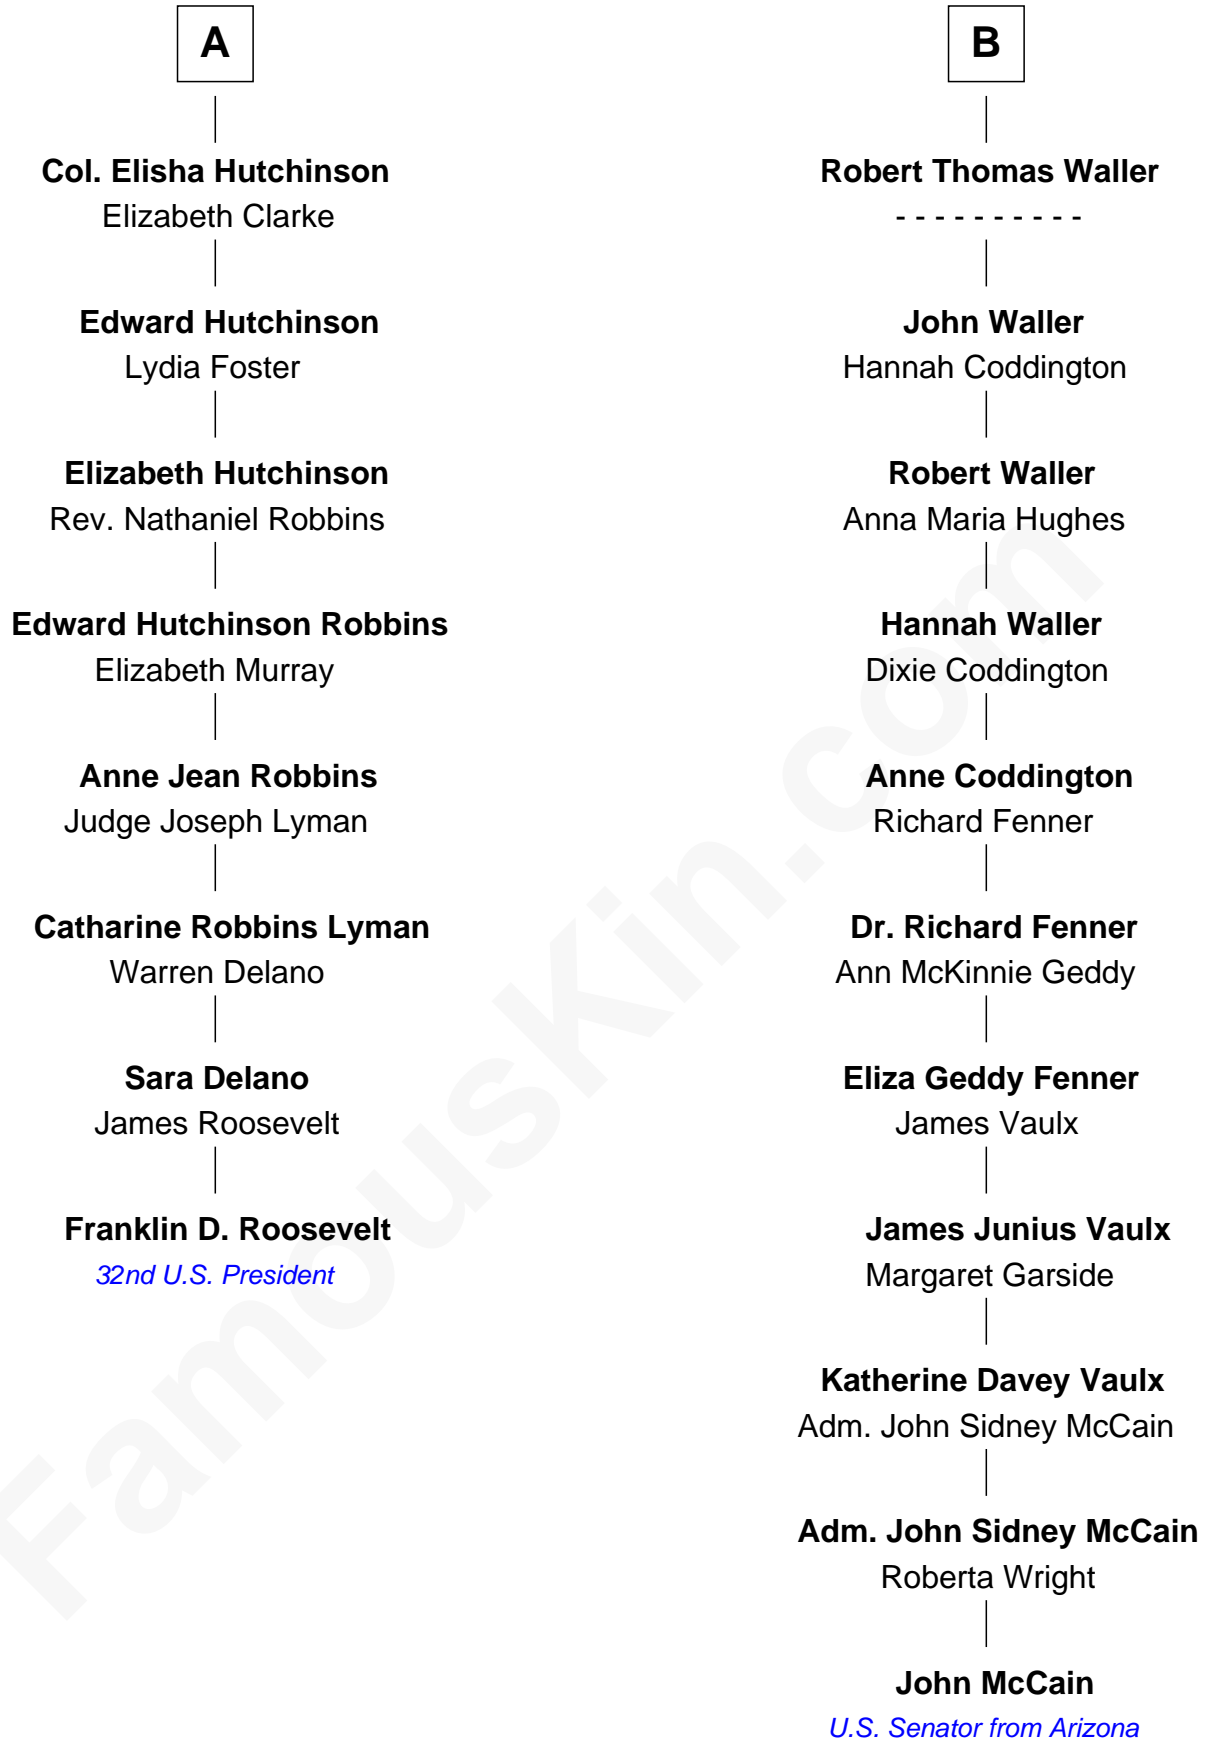 A
Col. Elisha Hutchinson
Elizabeth Clarke
Edward Hutchinson
Lydia Foster
Elizabeth Hutchinson
Rev. Nathaniel Robbins
Edward Hutchinson Robbins
Elizabeth Murray
Anne Jean Robbins
Judge Joseph Lyman
Catharine Robbins Lyman
Warren Delano
Sara Delano
James Roosevelt
Franklin D. Roosevelt
32nd U.S. President
B
Robert Thomas Waller
- - - - - - - - - -
John Waller
Hannah Coddington
Robert Waller
Anna Maria Hughes
Hannah Waller
Dixie Coddington
Anne Coddington
Richard Fenner
Dr. Richard Fenner
Ann McKinnie Geddy
Eliza Geddy Fenner
James Vaulx
James Junius Vaulx
Margaret Garside
Katherine Davey Vaulx
Adm. John Sidney McCain
Adm. John Sidney McCain
Roberta Wright
John McCain
U.S. Senator from Arizona
FamousKin.com